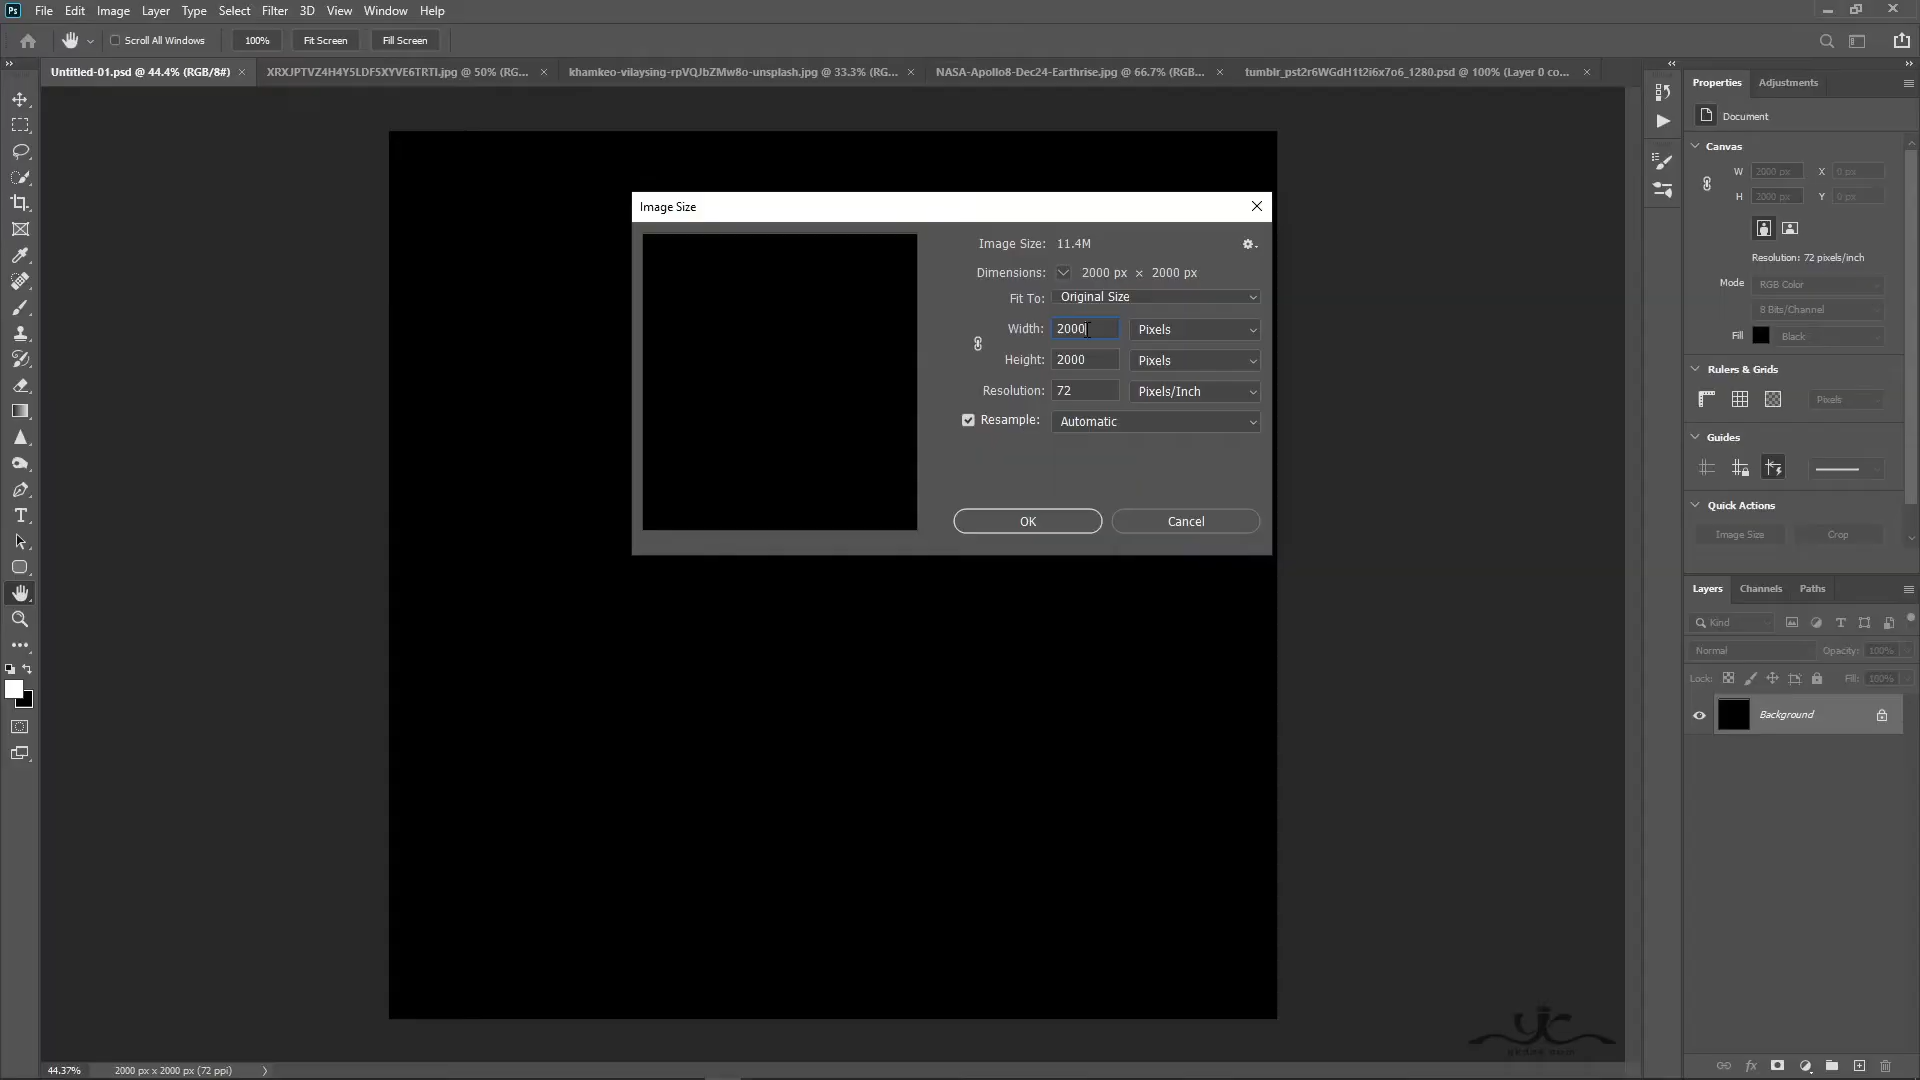 Ps File Edit Image Layer Type Select Filter 3D View Window Help
Scroll All Windows 100% Fit Screen Fill Screen
Untitled-01.psd @ 44.4% (RGB/8#) XRXJPTVZ4H4Y5LDF5XYVE6TRTI.jpg @ 50% (RG... khamkeo-vilaysing-rpVQJbZMw8o-unsplash.jpg @ 33.3% (RG... NASA-Apollo8-Dec24-Earthrise.jpg @ 66.7% (RGB... tumblr_pst2r6WGdH1t2i6x7o6_1280.psd @ 100% (Layer 0 co...
Image Size
Image Size: 11.4M
Dimensions: 2000 px × 2000 px
Fit To: Original Size
Width: 2000 Pixels
Height: 2000 Pixels
Resolution: 72 Pixels/Inch
Resample: Automatic
OK Cancel
Properties Adjustments
Document
Canvas
W 2000 px X 0 px
H 2000 px Y 0 px
Resolution: 72 pixels/inch
Mode RGB Color
8 Bits/Channel
Fill Black
Rulers & Grids
Pixels
Guides
Quick Actions
Image Size Crop
Layers Channels Paths
Kind
Normal Opacity: 100%
Lock: Fill: 100%
Background
44.37% 2000 px x 2000 px (72 ppi)